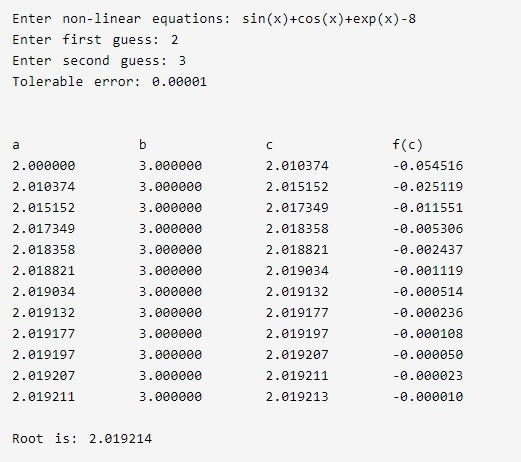 Enter non-linear equations: sin(x)+cos(x)+exp(x)-8
Enter first guess: 2
Enter second guess: 3
Tolerable error: 0.00001
a b c f(c)
2.000000 3.000000 2.010374 -0.054516
2.010374 3.000000 2.015152 -0.025119
2.015152 3.000000 2.017349 -0.011551
2.017349 3.000000 2.018358 -0.005306
2.018358 3.000000 2.018821 -0.002437
2.018821 3.000000 2.019034 -0.001119
2.019034 3.000000 2.019132 -0.000514
2.019132 3.000000 2.019177 -0.000236
2.019177 3.000000 2.019197 -0.000108
2.019197 3.000000 2.019207 -0.000050
2.019207 3.000000 2.019211 -0.000023
2.019211 3.000000 2.019213 -0.000010
Root is: 2.019214